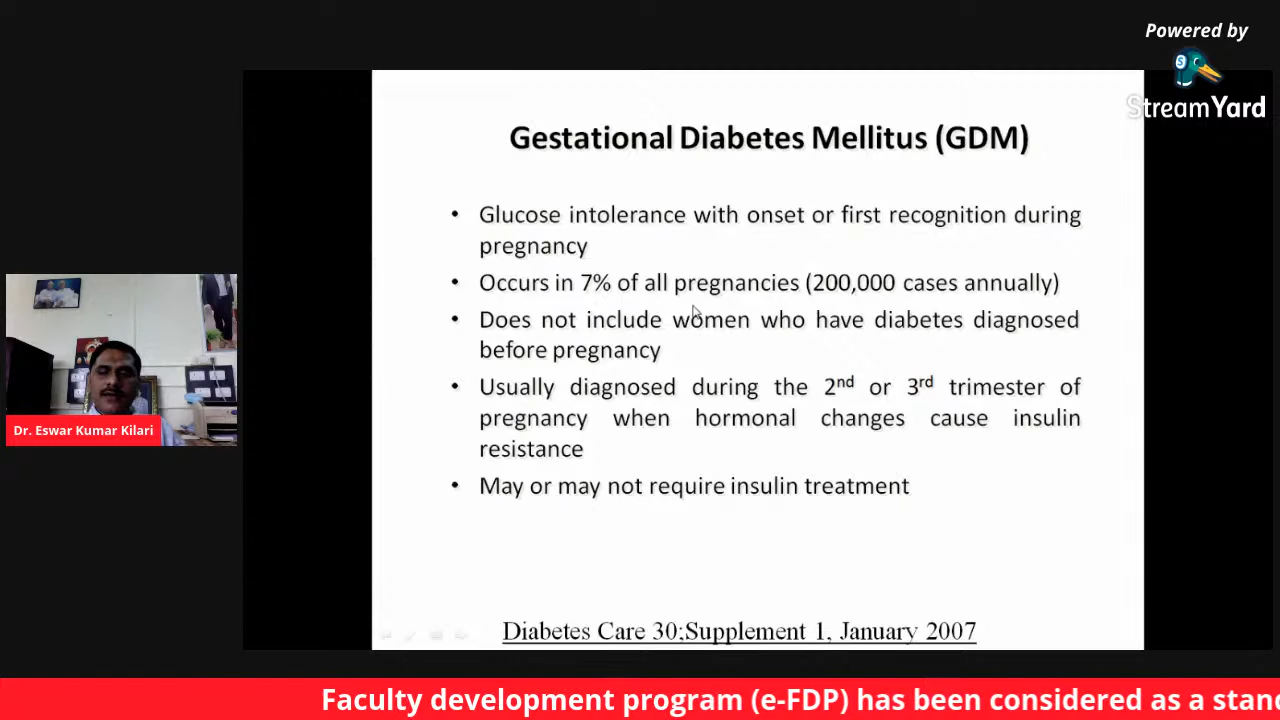 Powered by
StreamYard
Gestational Diabetes Mellitus (GDM)
• Glucose intolerance with onset or first recognition during
pregnancy
• Occurs in 7% of all pregnancies (200,000 cases annually)
• Does not include women who have diabetes diagnosed
before pregnancy
• Usually diagnosed during the 2nd or 3rd trimester of
pregnancy when hormonal changes cause insulin
resistance
• May or may not require insulin treatment
Diabetes Care 30;Supplement 1, January 2007
Dr. Eswar Kumar Kilari
Faculty development program (e-FDP) has been considered as a stanc